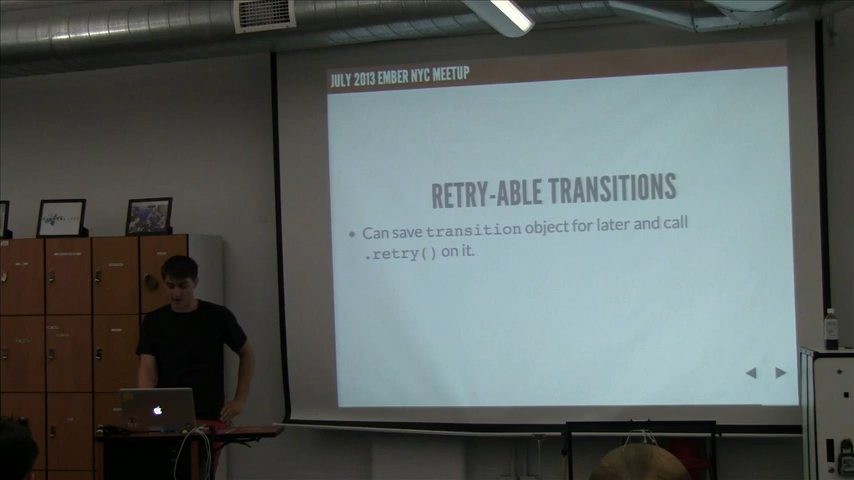 JULY 2013 EMBER NYC MEETUP
RETRY-ABLE TRANSITIONS
• Can save transition object for later and call
.retry() on it.